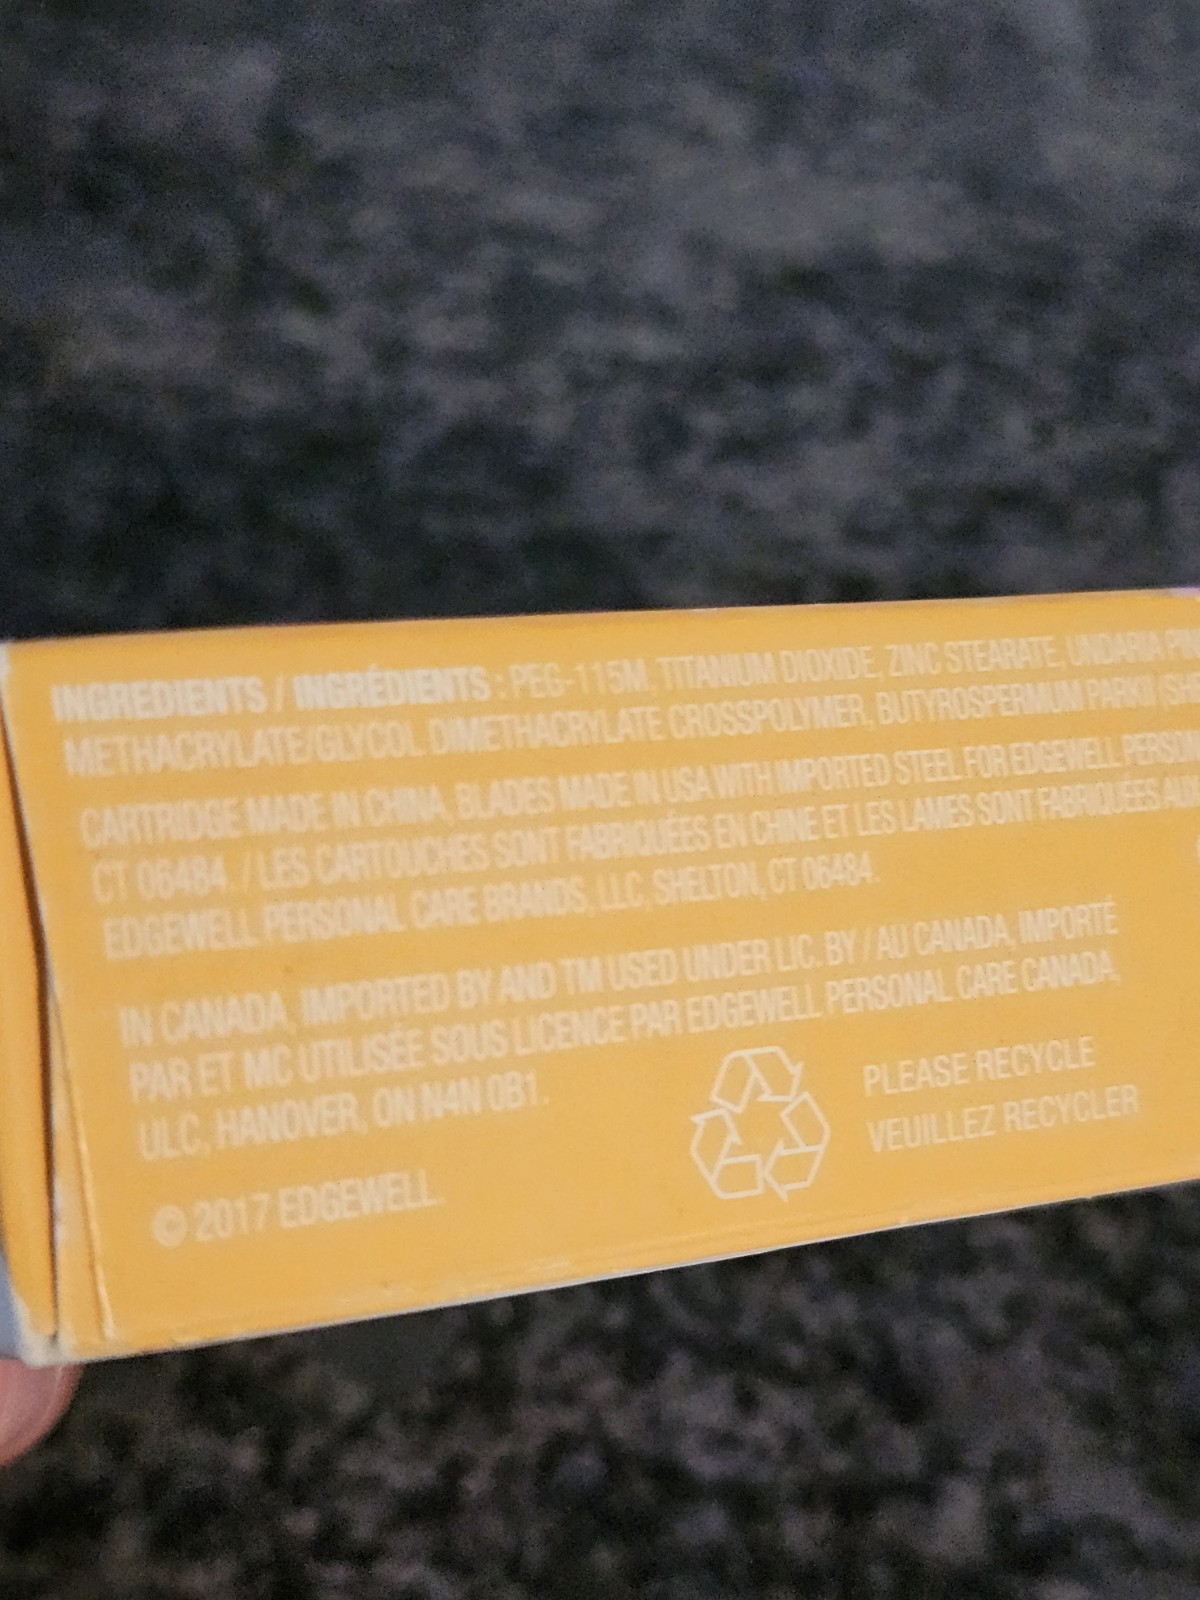 INGREDIENTS / INGRÉDIENTS : PEG-115M, TITANIUM DIOXIDE, ZINC STEARATE, UNDARIA
METHACRYLATE/GLYCOL DIMETHACRYLATE CROSSPOLYMER, BUTYROSPERMUM PARKII
CARTRIDGE MADE IN CHINA, BLADES MADE IN USA WITH IMPORTED STEEL FOR EDGEWELL
CT 06484. / LES CARTOUCHES SONT FABRIQUÉES EN CHINE ET LES LAMES SONT FABRIQUÉES
EDGEWELL PERSONAL CARE BRANDS, LLC, SHELTON, CT 06484.
IN CANADA, IMPORTED BY AND TM USED UNDER LIC. BY / AU CANADA, IMPORTÉ
PAR ET MC UTILISÉE SOUS LICENCE PAR EDGEWELL PERSONAL CARE CANADA,
ULC, HANOVER, ON N4N 0B1.
PLEASE RECYCLE
VEUILLEZ RECYCLER
© 2017 EDGEWELL.